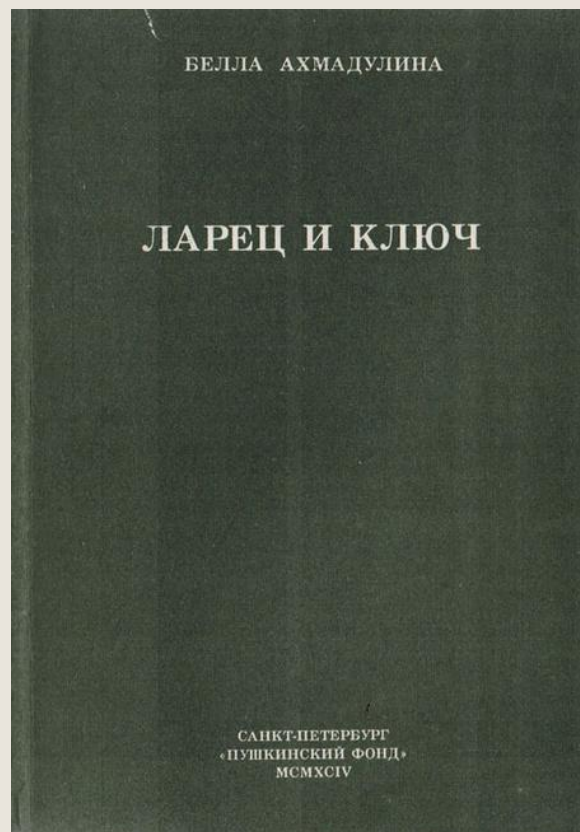 БЕЛЛА АХМАДУЛИНА
ЛАРЕЦ И КЛЮЧ
САНКТ-ПЕТЕРБУРГ
«ПУШКИНСКИЙ ФОНД»
MCMXCIV